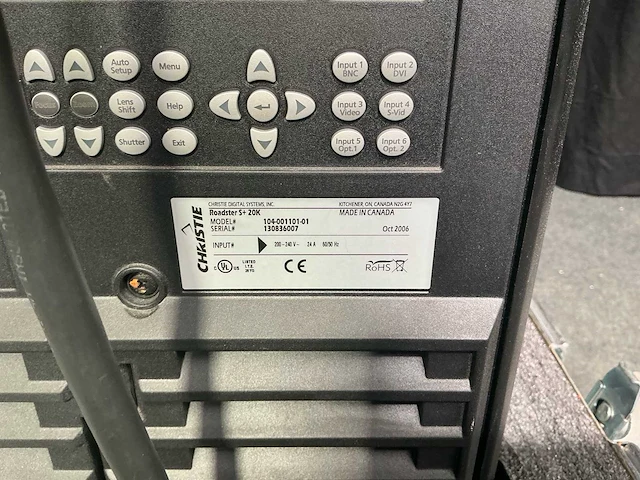 Auto Setup
Menu
Input 1 BNC
Input 2 DVI
Lens Shift
Help
Input 3 Video
Input 4 S-Vid
Shutter
Exit
Input 5 Opt.1
Input 6 Opt. 2
CHRISTIE
CHRISTIE DIGITAL SYSTEMS, INC. KITCHENER, ON, CANADA N2G 4Y7
Roadster S+ 20K MADE IN CANADA
MODEL# 104-001101-01
SERIAL# 130836007 Oct 2006
INPUT# 200-240 V~ 24 A 50/60 Hz
C UL US LISTED CE RoHS